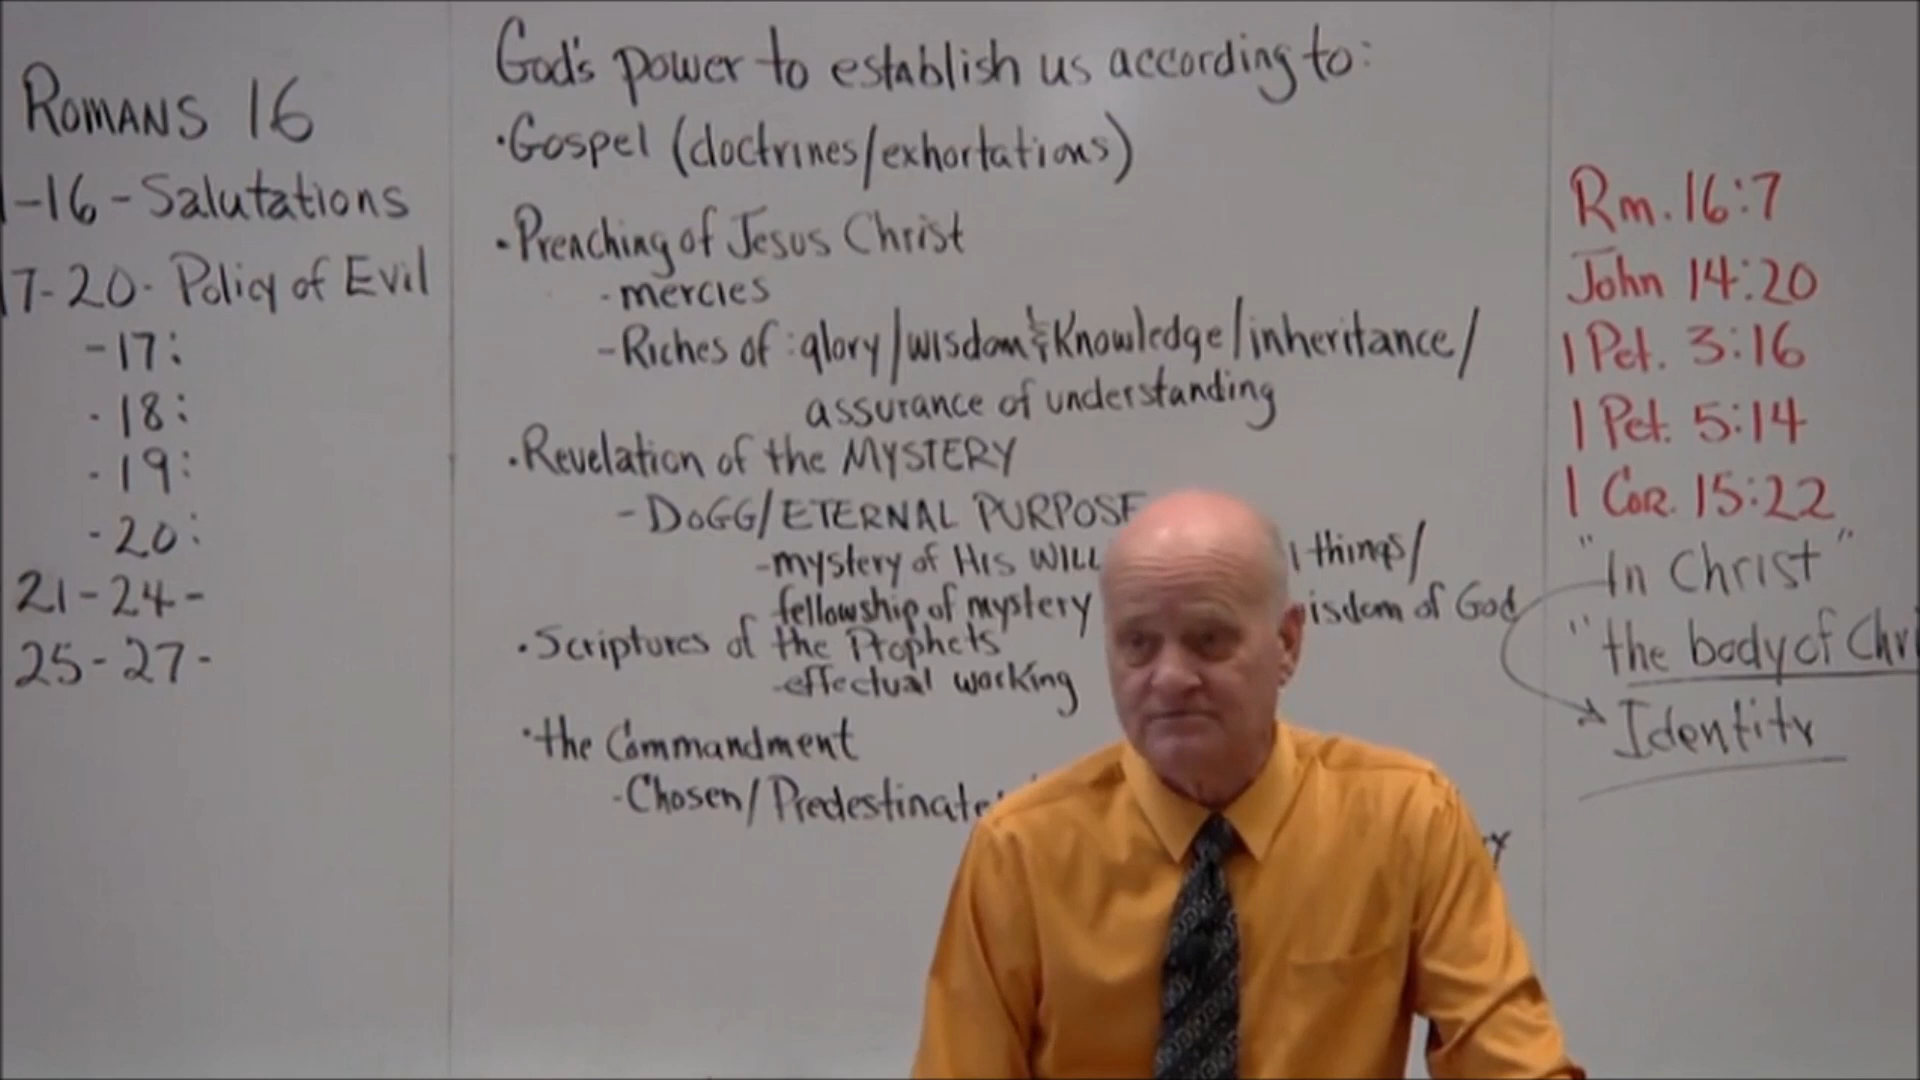 ROMANS 16
1-16 - Salutations
17-20 - Policy of Evil
-17:
-18:
-19:
-20:
21-24-
25-27-
God's power to establish us according to:
•Gospel (doctrines/exhortations)
•Preaching of Jesus Christ
-mercies
-Riches of: glory/wisdom & Knowledge/inheritance/
assurance of understanding
•Revelation of the MYSTERY
-DoGG/ETERNAL PURPOSE
-mystery of His WILL things/
fellowship of mystery of God
•Scriptures of the Prophets
-effectual working
•the Commandment
-Chosen/Predestinate
Rm. 16:7
John 14:20
1 Pet. 3:16
1 Pet. 5:14
1 Cor. 15:22
"In Christ"
"the body of Chri
Identity